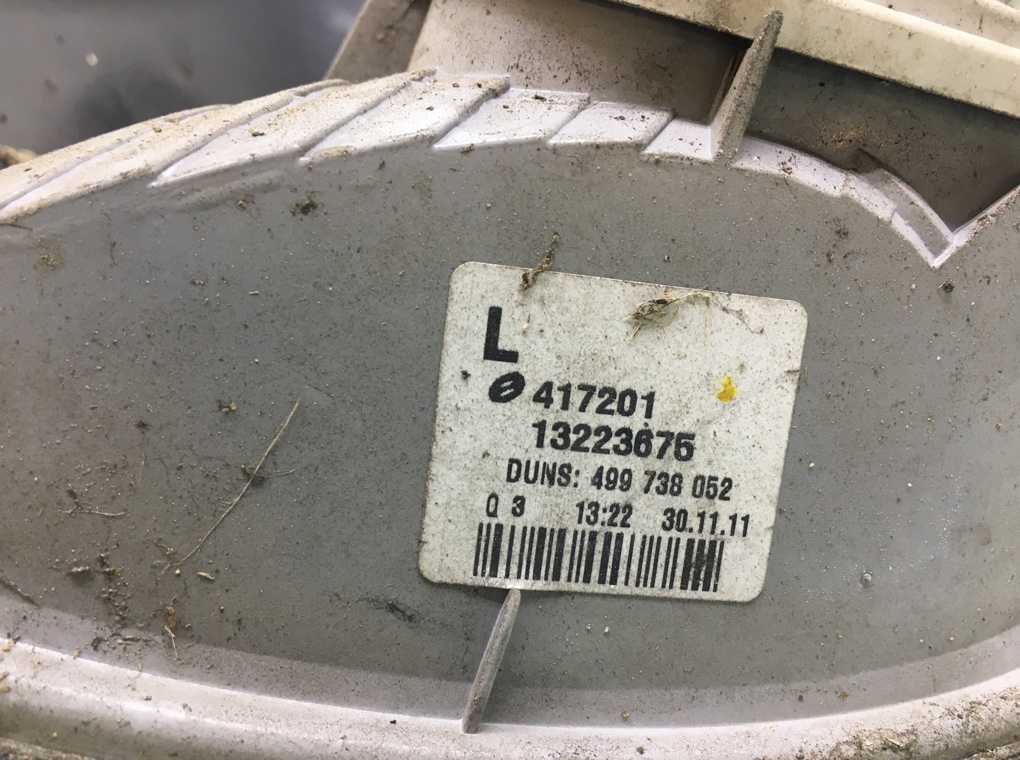 L
417201
13223675
DUNS: 499 738 052
Q 3 13:22 30.11.11